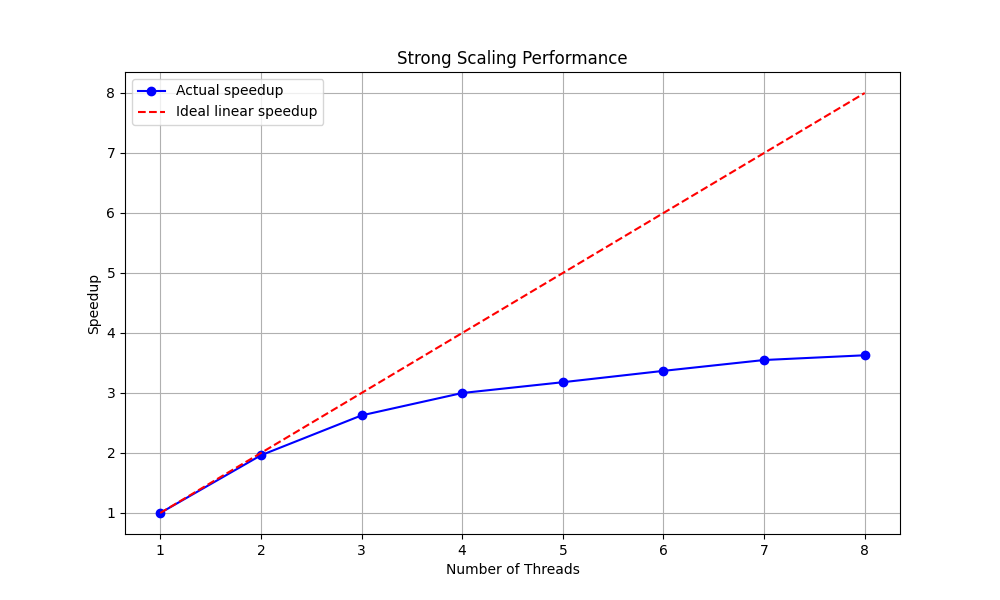 Strong Scaling Performance
Actual speedup
Ideal linear speedup
8
7
6
5
4
3
2
1
Speedup
1 2 3 4 5 6 7 8
Number of Threads